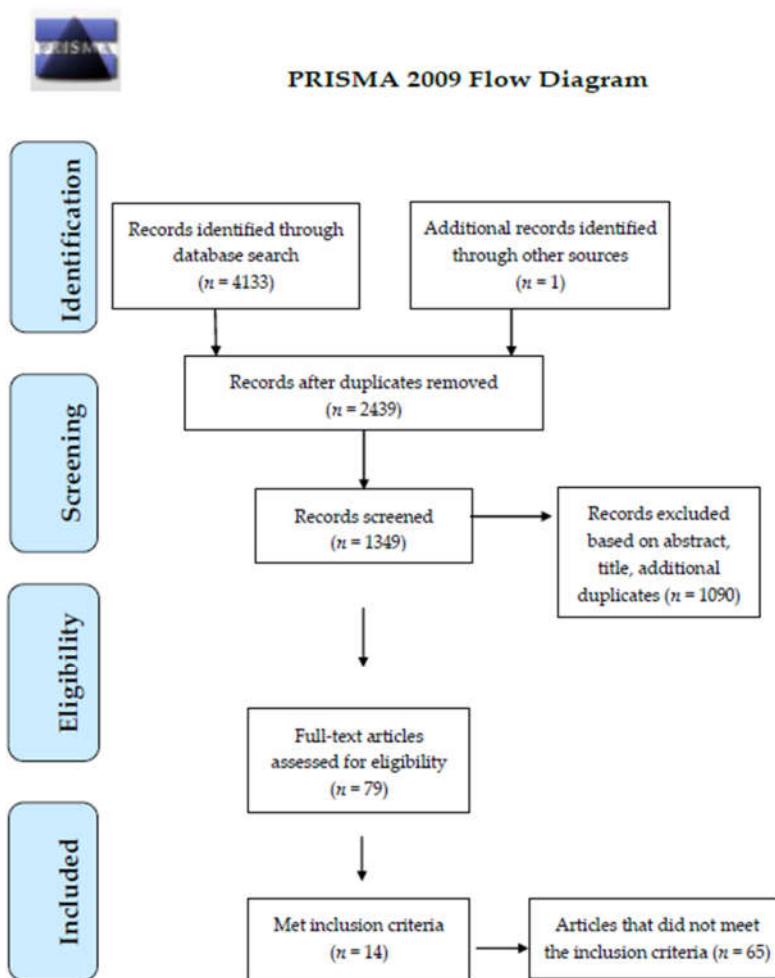 PRISMA
PRISMA 2009 Flow Diagram
Identification
Records identified through
database search
(n = 4133)
Additional records identified
through other sources
(n = 1)
Records after duplicates removed
(n = 2439)
Screening
Records screened
(n = 1349)
Records excluded
based on abstract,
title, additional
duplicates (n = 1090)
Eligibility
Full-text articles
assessed for eligibility
(n = 79)
Included
Met inclusion criteria
(n = 14)
Articles that did not meet
the inclusion criteria (n = 65)